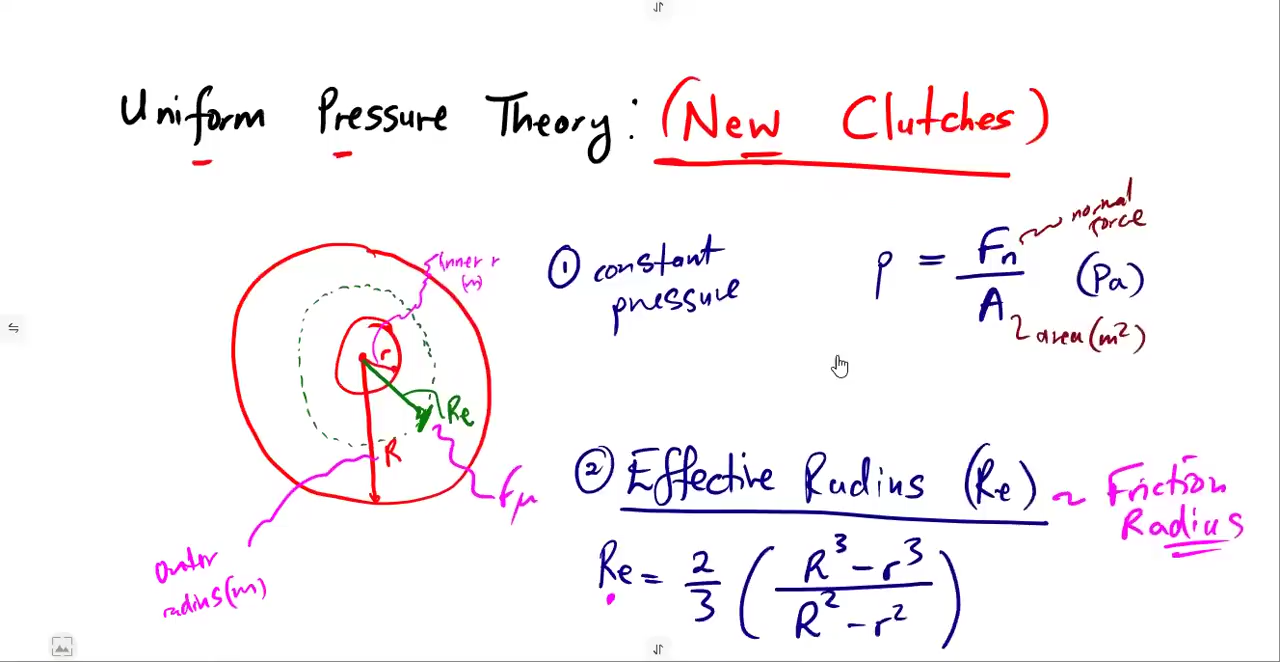 Uniform Pressure Theory: (New Clutches)
① constant
pressure
p = Fn / A (Pa)
normal
force
area (m²)
inner r
(m)
r
Re
R
Fμ
outer
radius (m)
② Effective Radius (Re) ~ Friction
Radius
Re = 2/3 ( R³ - r³ / R² - r² )